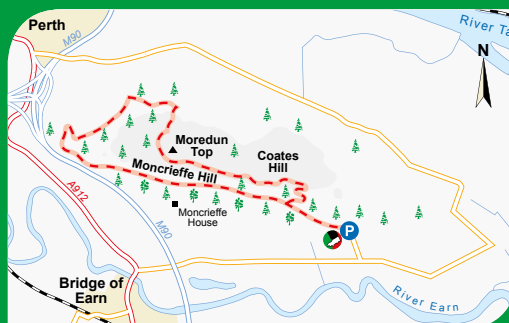 Perth
M90
River Ta
N
Moredun
Top
Coates
Hill
Moncrieffe Hill
A912
Moncrieffe
House
M90
P
Bridge of
Earn
River Earn